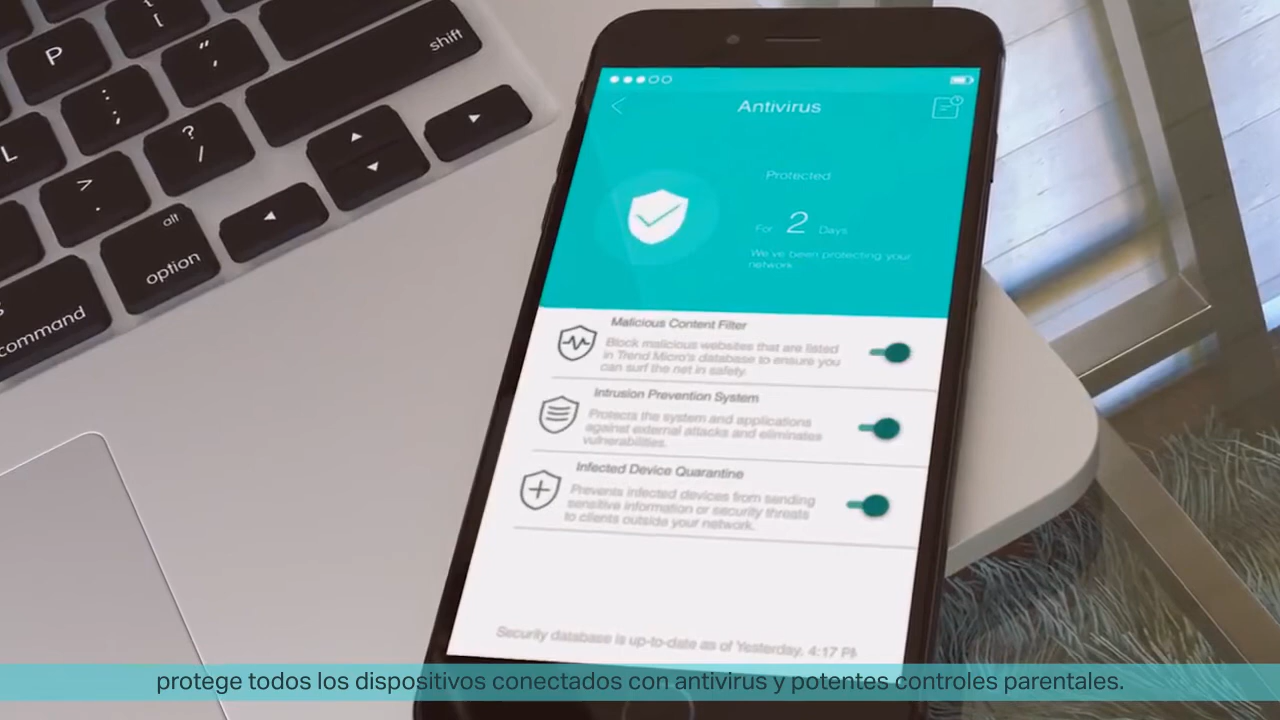 P
{
[
"
'
shift
:
;
L
?
/
>
.
alt
option
command
Antivirus
Protected
For 2 Days
We've been protecting your
network
Malicious Content Filter
Block malicious websites that are listed
in Trend Micro's database to ensure you
can surf the net in safety.
Intrusion Prevention System
Protects the system and applications
against external attacks and eliminates
vulnerabilities.
Infected Device Quarantine
Prevents infected devices from sending
sensitive information or security threats
to clients outside your network.
Security database is up-to-date as of Yesterday, 4:17 PM
protege todos los dispositivos conectados con antivirus y potentes controles parentales.